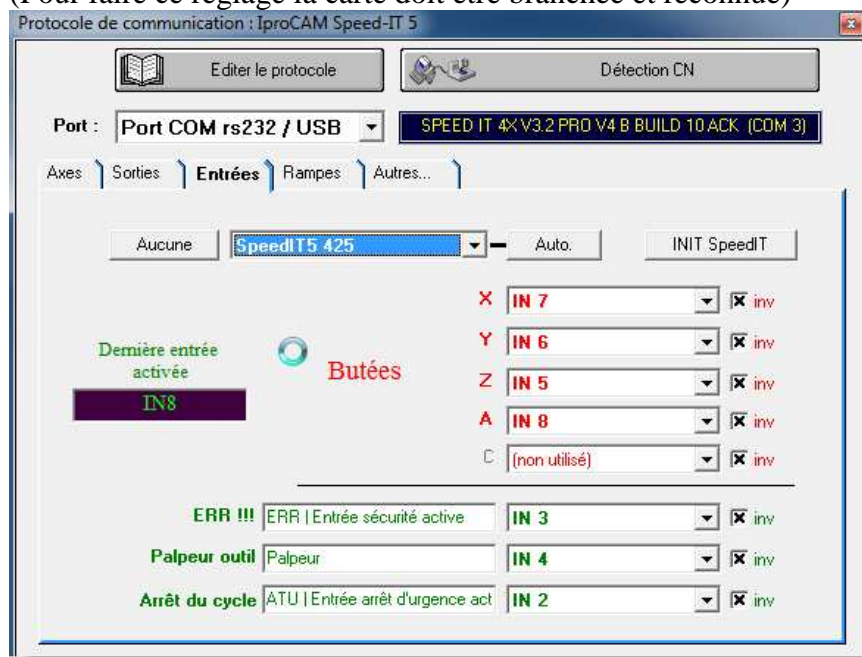 (Pour faire ce réglage la carte doit être branchée et reconnue)
Protocole de communication : IproCAM Speed-IT 5
Editer le protocole
Détection CN
Port : Port COM rs232 / USB
SPEED IT 4X V3.2 PRO V4 B BUILD 10 ACK (COM 3)
Axes Sorties Entrées Rampes Autres...
Aucune SpeedIT5 425 Auto. INIT SpeedIT
X IN 7 inv
Y IN 6 inv
Dernière entrée
activée
Butées
Z IN 5 inv
IN8
A IN 8 inv
C (non utilisé) inv
ERR !!! ERR | Entrée sécurité active IN 3 inv
Palpeur outil Palpeur IN 4 inv
Arrêt du cycle ATU | Entrée arrêt d'urgence act IN 2 inv